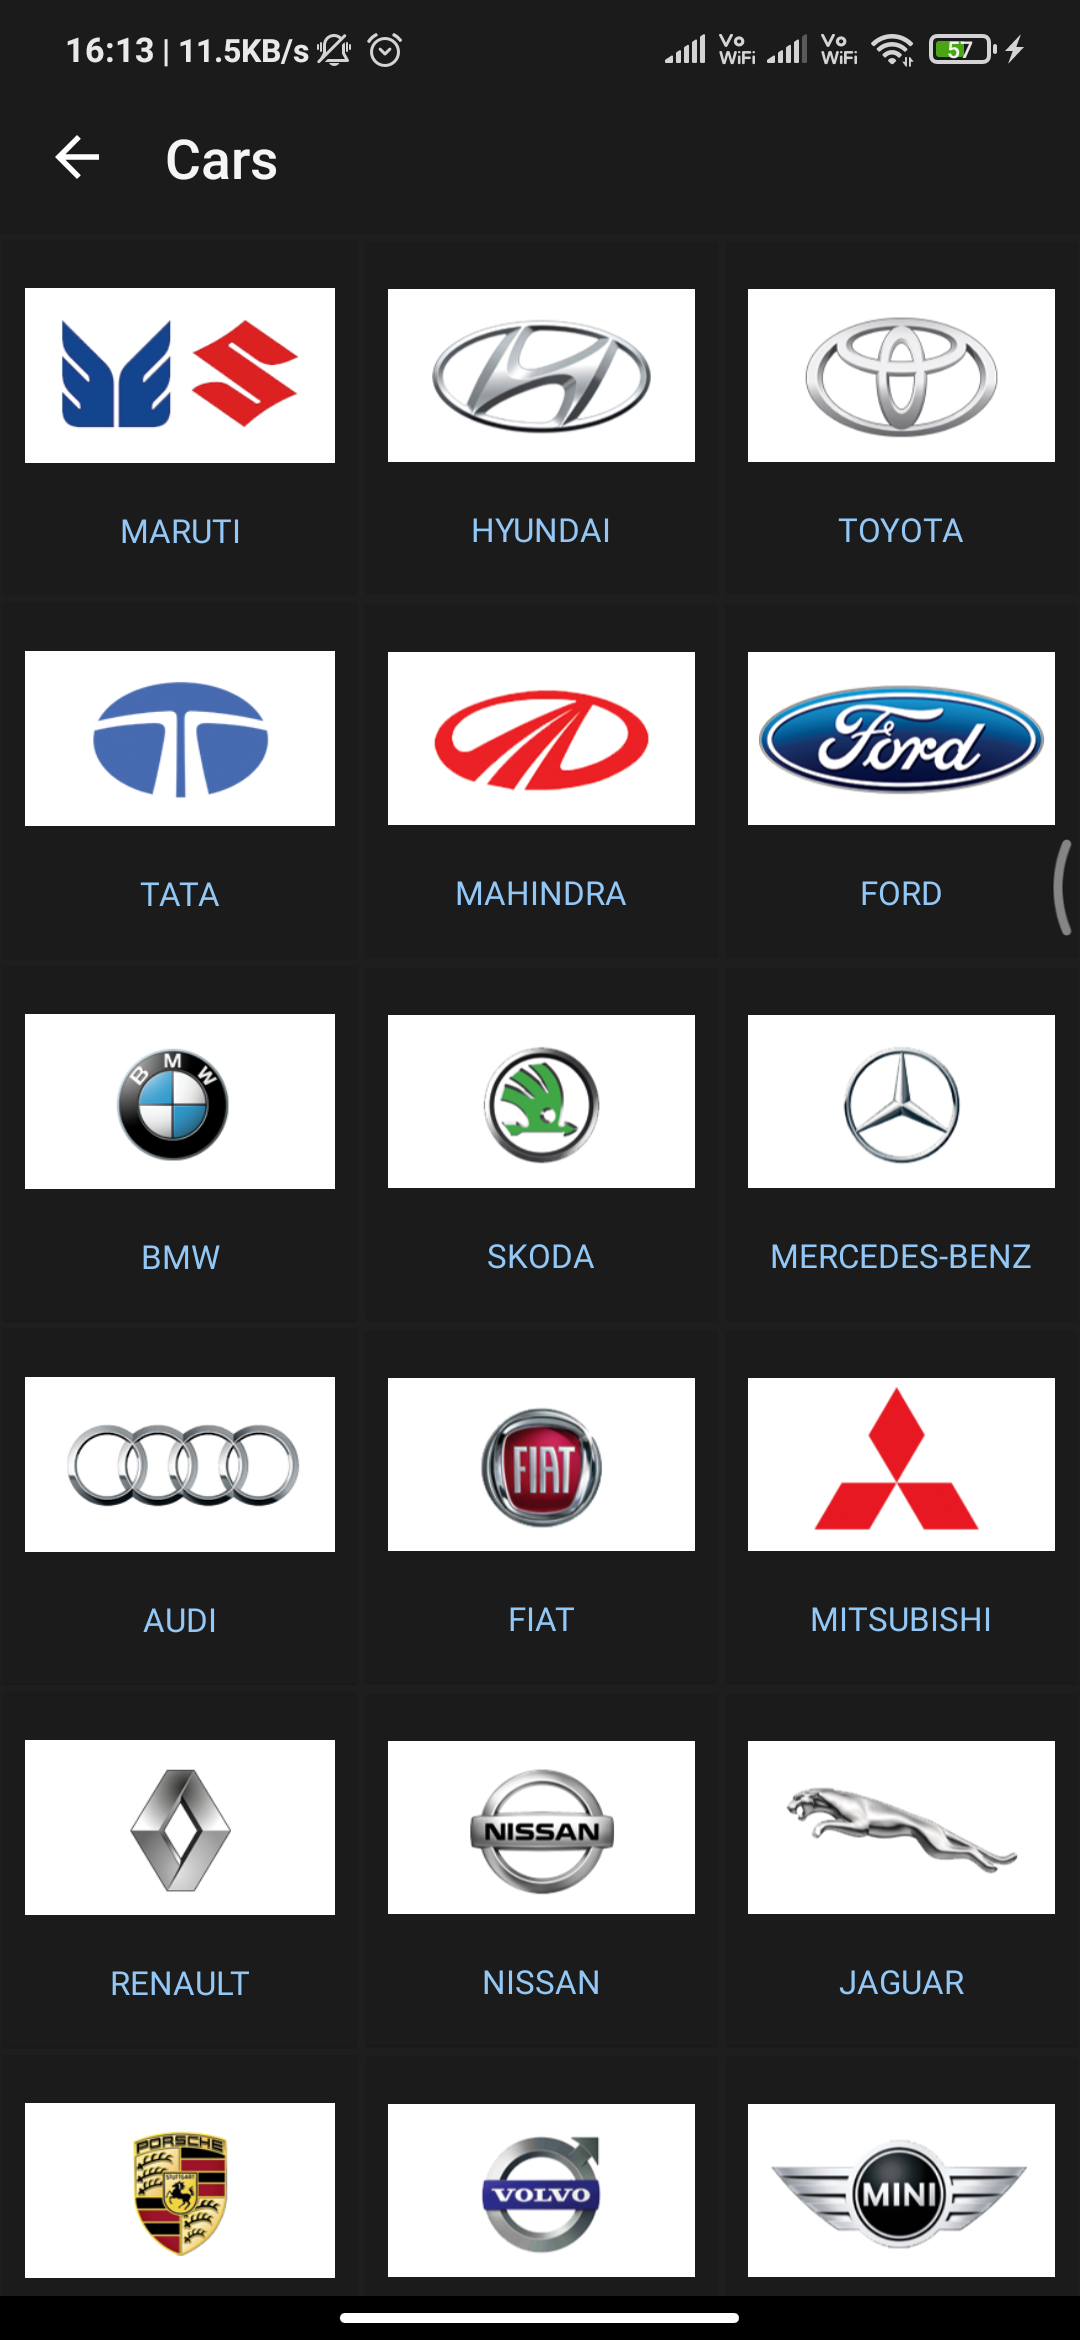 16:13 | 11.5KB/s Vo WiFi Vo WiFi 57
Cars
MARUTI HYUNDAI TOYOTA
Ford
TATA MAHINDRA FORD
B M W
BMW SKODA MERCEDES-BENZ
FIAT
AUDI FIAT MITSUBISHI
NISSAN
RENAULT NISSAN JAGUAR
PORSCHE
STUTTGART
VOLVO MINI